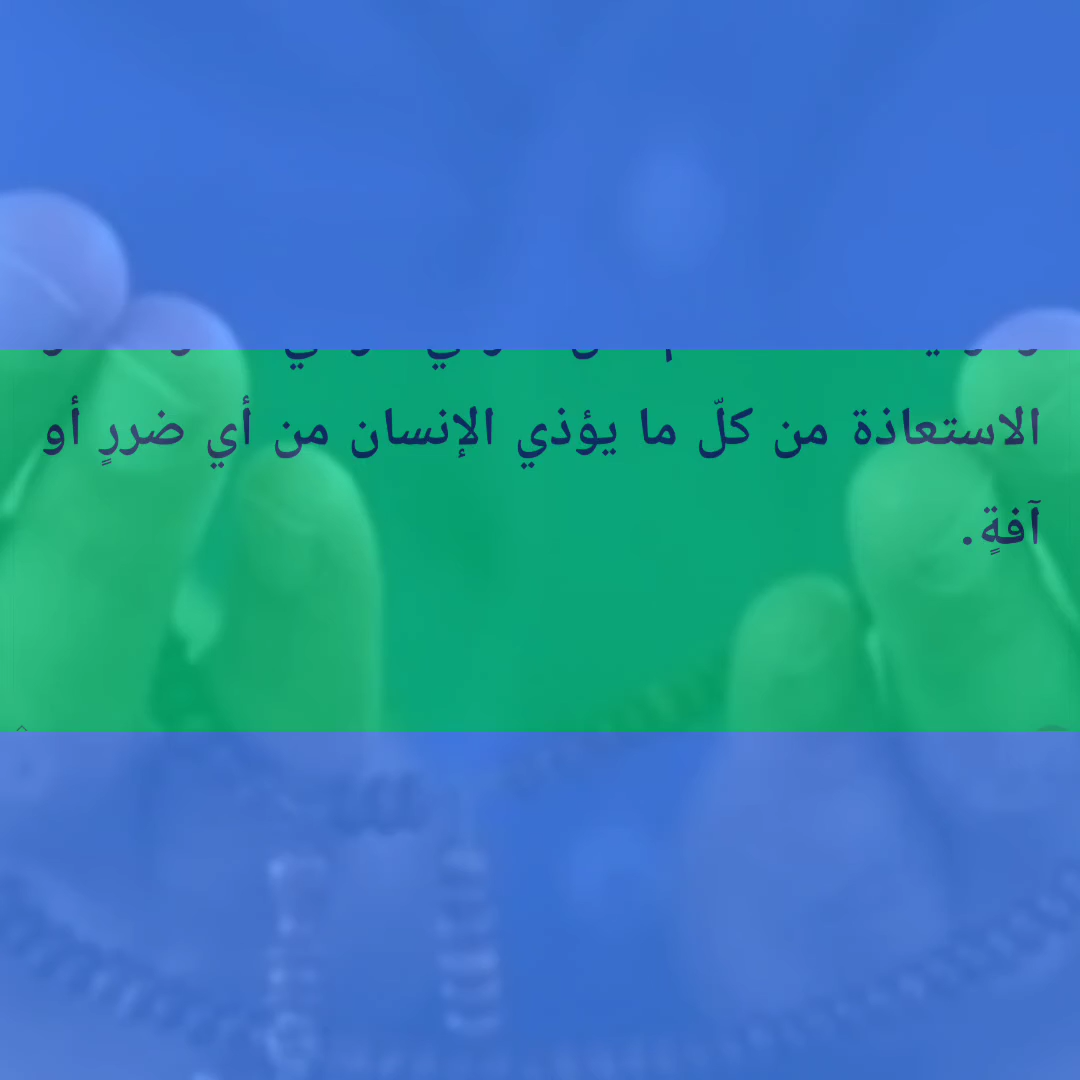 الاستعاذة من كلّ ما يؤذي الإنسان من أي ضررٍ أو
آفةٍ.